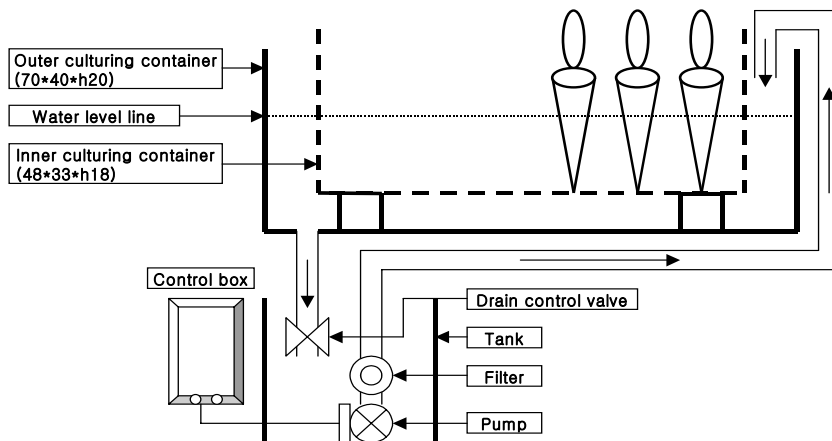 Outer culturing container
(70*40*h20)
Water level line
Inner culturing container
(48*33*h18)
Control box
Drain control valve
Tank
Filter
Pump